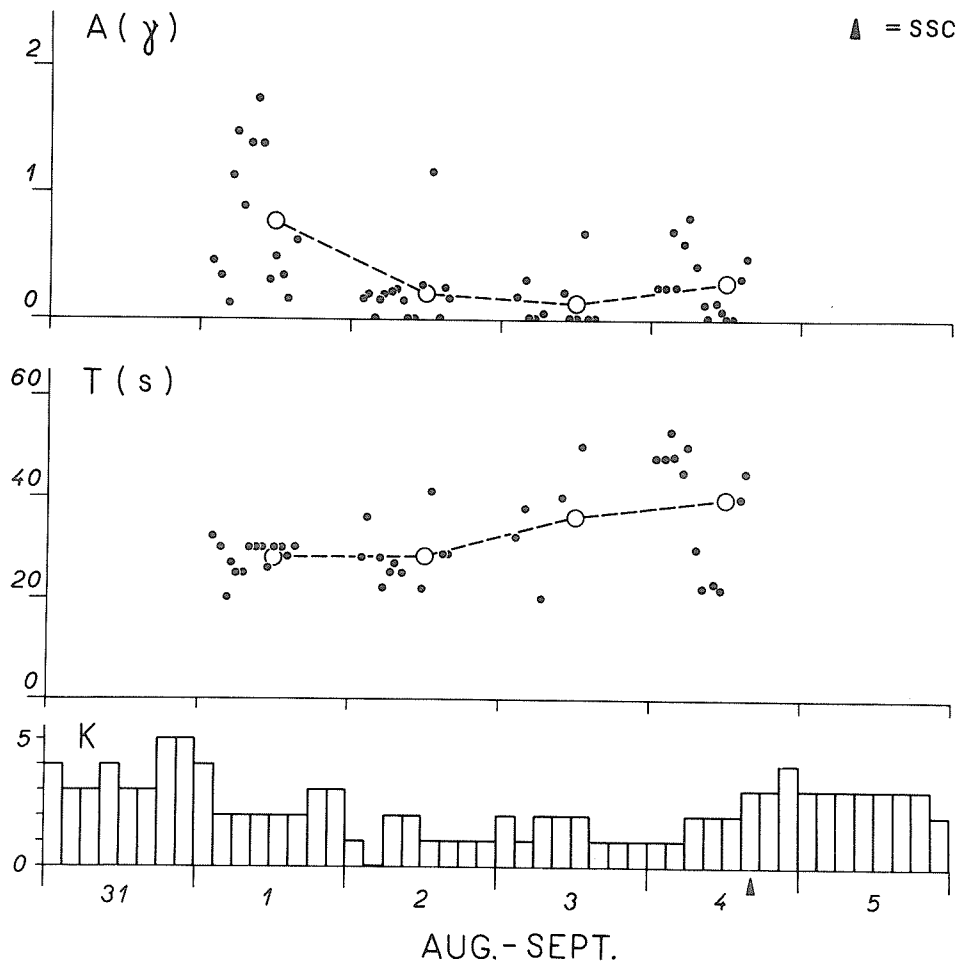 A (γ)
▲ = SSC
2
1
0
60
T (s)
40
20
0
5
K
0
31 1 2 3 4 5
AUG.-SEPT.